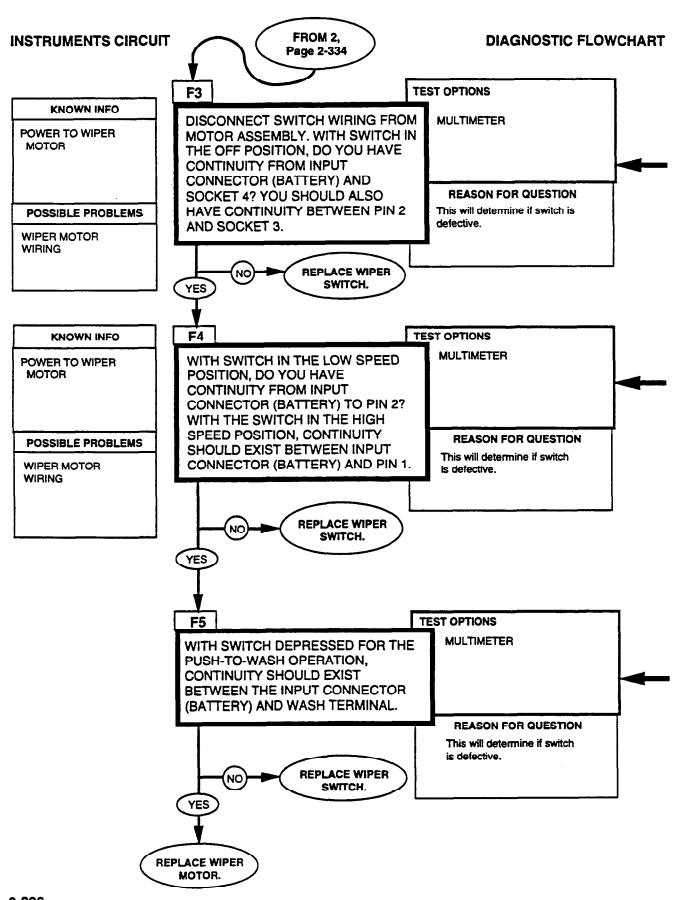 INSTRUMENTS CIRCUIT
FROM 2,
Page 2-334
DIAGNOSTIC FLOWCHART
F3
KNOWN INFO
POWER TO WIPER
MOTOR
POSSIBLE PROBLEMS
WIPER MOTOR
WIRING
DISCONNECT SWITCH WIRING FROM
MOTOR ASSEMBLY. WITH SWITCH IN
THE OFF POSITION, DO YOU HAVE
CONTINUITY FROM INPUT
CONNECTOR (BATTERY) AND
SOCKET 4? YOU SHOULD ALSO
HAVE CONTINUITY BETWEEN PIN 2
AND SOCKET 3.
TEST OPTIONS
MULTIMETER
REASON FOR QUESTION
This will determine if switch is
defective.
NO
REPLACE WIPER
SWITCH.
YES
F4
KNOWN INFO
POWER TO WIPER
MOTOR
POSSIBLE PROBLEMS
WIPER MOTOR
WIRING
WITH SWITCH IN THE LOW SPEED
POSITION, DO YOU HAVE
CONTINUITY FROM INPUT
CONNECTOR (BATTERY) TO PIN 2?
WITH THE SWITCH IN THE HIGH
SPEED POSITION, CONTINUITY
SHOULD EXIST BETWEEN INPUT
CONNECTOR (BATTERY) AND PIN 1.
TEST OPTIONS
MULTIMETER
REASON FOR QUESTION
This will determine if switch
is defective.
NO
REPLACE WIPER
SWITCH.
YES
F5
WITH SWITCH DEPRESSED FOR THE
PUSH-TO-WASH OPERATION,
CONTINUITY SHOULD EXIST
BETWEEN THE INPUT CONNECTOR
(BATTERY) AND WASH TERMINAL.
TEST OPTIONS
MULTIMETER
REASON FOR QUESTION
This will determine if switch
is defective.
NO
REPLACE WIPER
SWITCH.
YES
REPLACE WIPER
MOTOR.